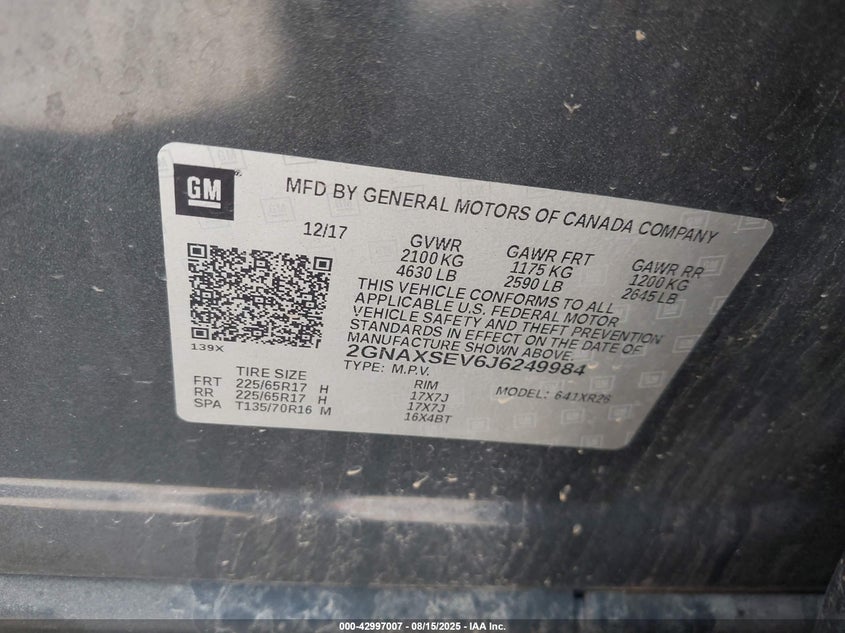 GM
MFD BY GENERAL MOTORS OF CANADA COMPANY
12/17
GVWR
2100 KG
4630 LB
GAWR FRT
1175 KG
2590 LB
GAWR RR
1200 KG
2645 LB
THIS VEHICLE CONFORMS TO ALL
APPLICABLE U.S. FEDERAL MOTOR
VEHICLE SAFETY AND THEFT PREVENTION
STANDARDS IN EFFECT ON THE DATE OF
MANUFACTURE SHOWN ABOVE.
2GNAXSEV6J6249984
TYPE: M.P.V.
MODEL: 641XR26
139X
TIRE SIZE RIM
FRT 225/65R17 H 17X7J
RR 225/65R17 H 17X7J
SPA T135/70R16 M 16X4BT
000-42997007 - 08/15/2025 - IAA Inc.